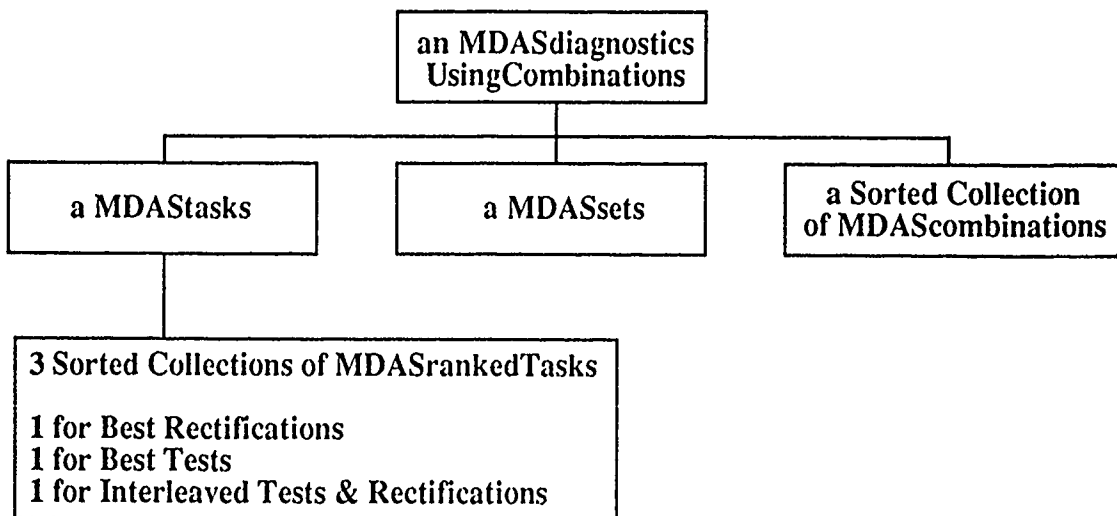 an MDASdiagnostics
UsingCombinations
a MDAStasks
a MDASsets
a Sorted Collection
of MDAScombinations
3 Sorted Collections of MDASrankedTasks
1 for Best Rectifications
1 for Best Tests
1 for Interleaved Tests & Rectifications